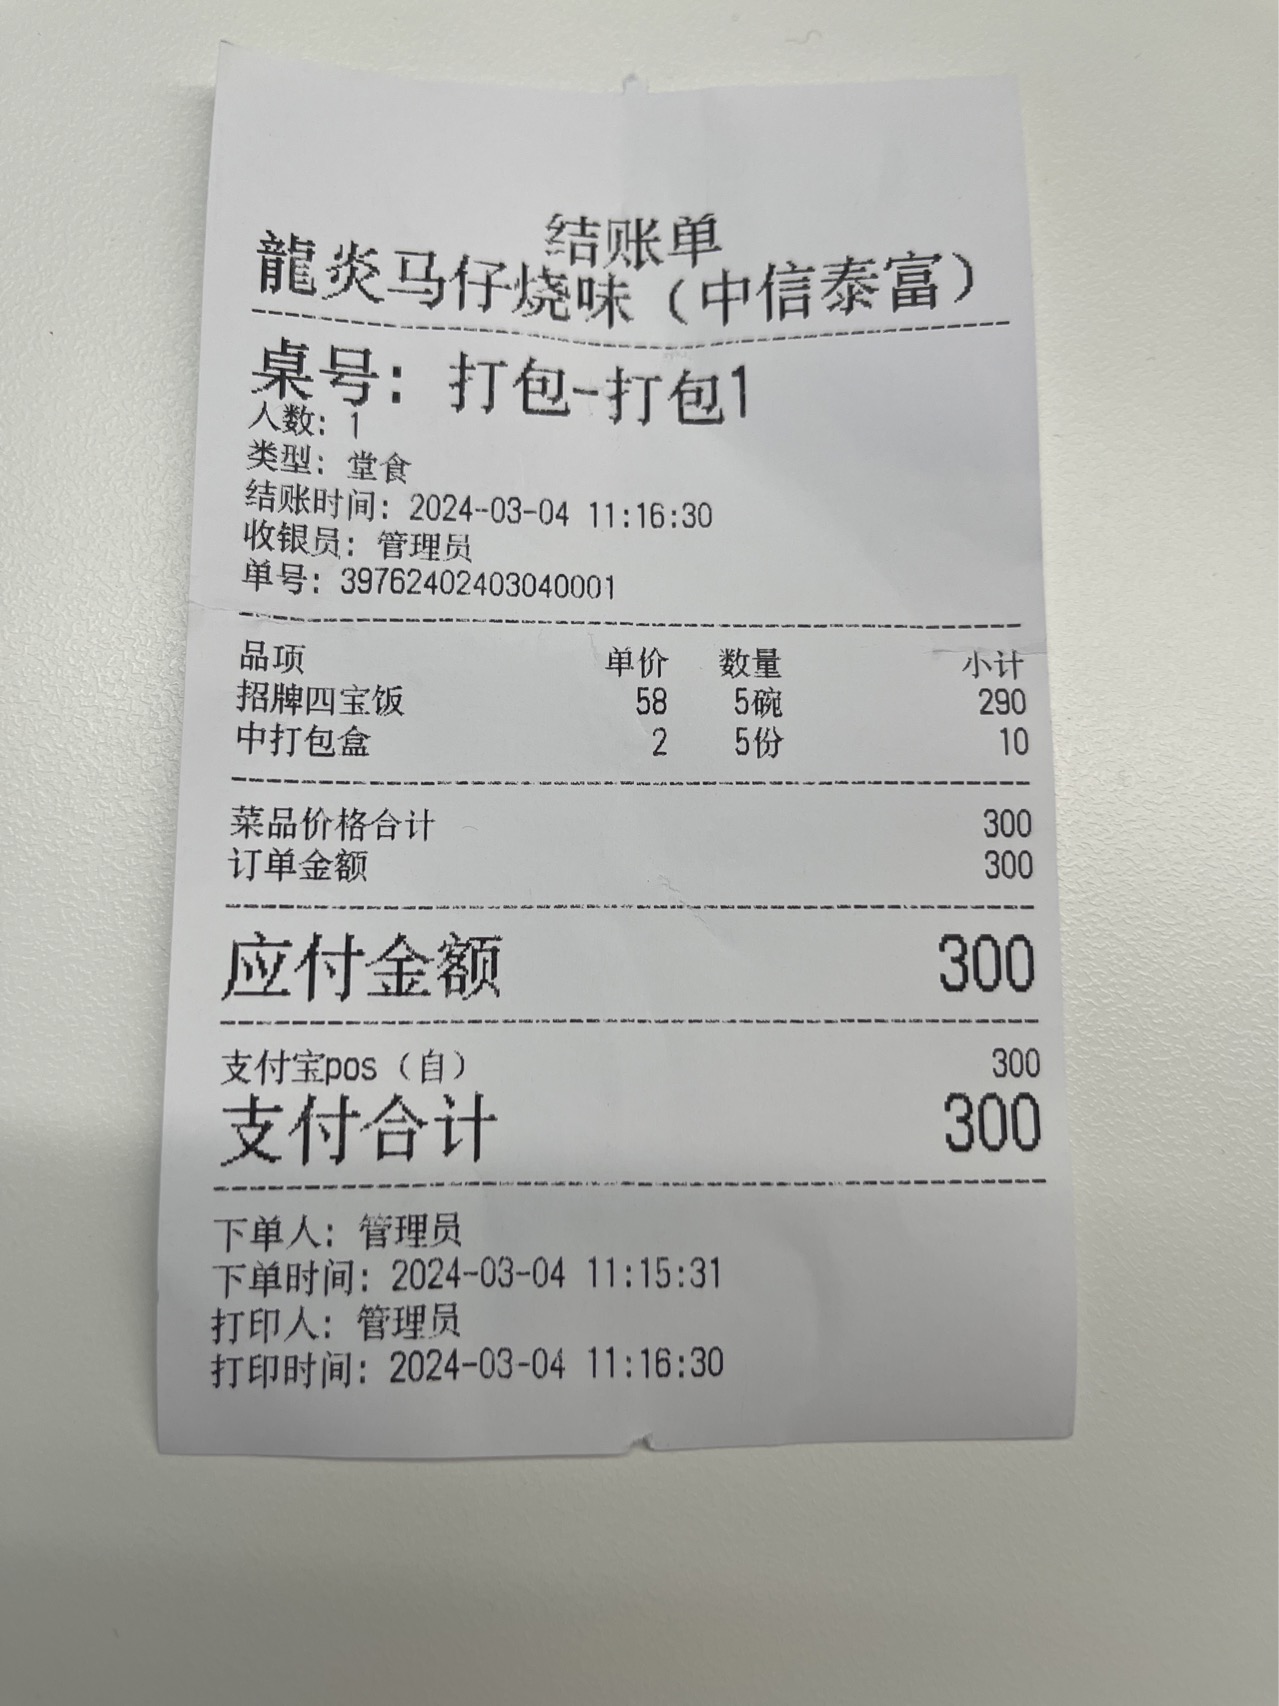 结账单
龍炎马仔烧味（中信泰富）
桌号：打包-打包1
人数：1
类型：堂食
结账时间：2024-03-04 11:16:30
收银员：管理员
单号：39762402403040001
品项 单价 数量 小计
招牌四宝饭 58 5碗 290
中打包盒 2 5份 10
菜品价格合计 300
订单金额 300
应付金额 300
支付宝pos（自） 300
支付合计 300
下单人：管理员
下单时间：2024-03-04 11:15:31
打印人：管理员
打印时间：2024-03-04 11:16:30